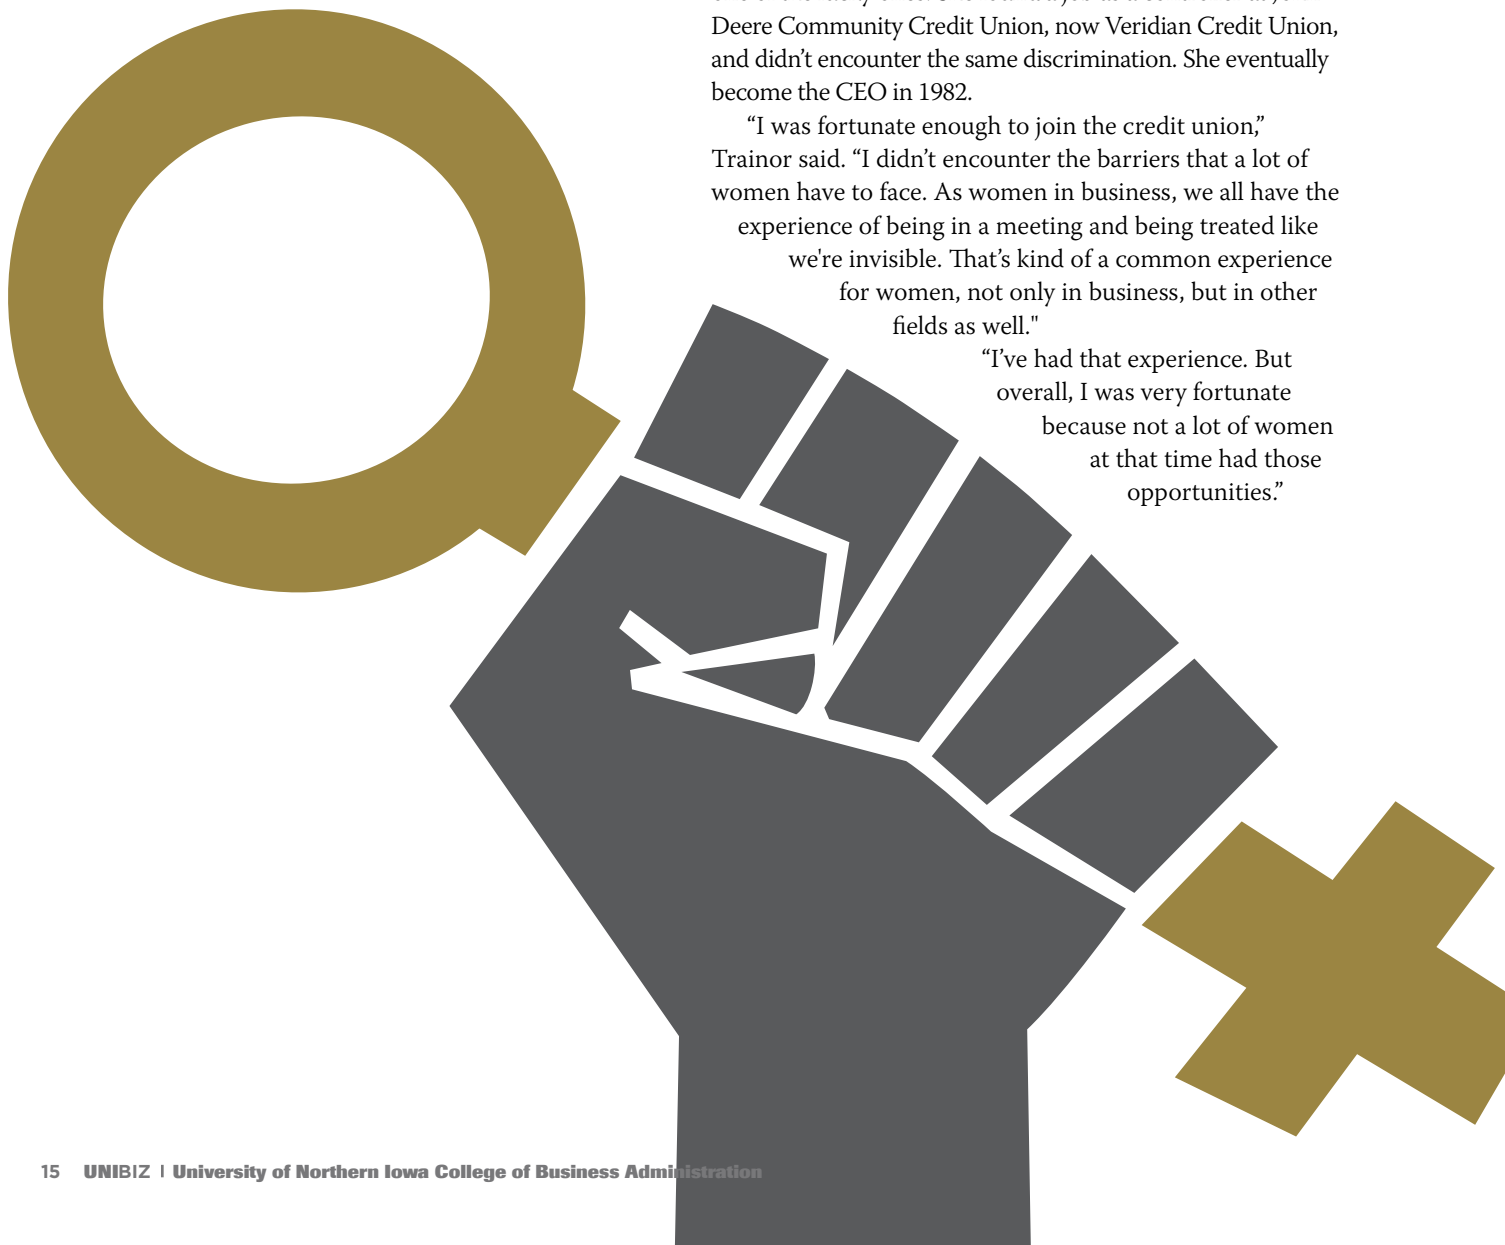 Deere Community Credit Union, now Veridian Credit Union,
and didn’t encounter the same discrimination. She eventually
become the CEO in 1982.
“I was fortunate enough to join the credit union,”
Trainor said. “I didn’t encounter the barriers that a lot of
women have to face. As women in business, we all have the
experience of being in a meeting and being treated like
we're invisible. That’s kind of a common experience
for women, not only in business, but in other
fields as well."
“I’ve had that experience. But
overall, I was very fortunate
because not a lot of women
at that time had those
opportunities.”
15 UNIBIZ | University of Northern Iowa College of Business Administration